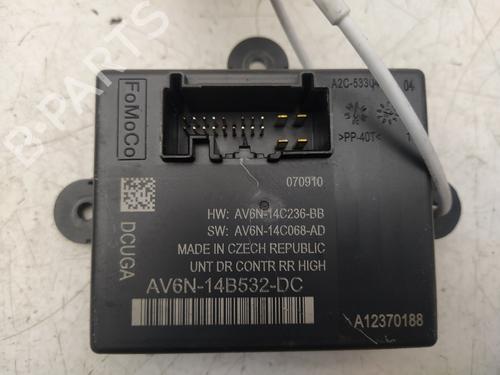 FoMoCo
A2C-5330 04
>PP-40T< 1
070910
HW: AV6N-14C236-BB
SW: AV6N-14C068-AD
MADE IN CZECH REPUBLIC
UNT DR CONTR RR HIGH
DCUGA
AV6N-14B532-DC
A12370188
B PARTS